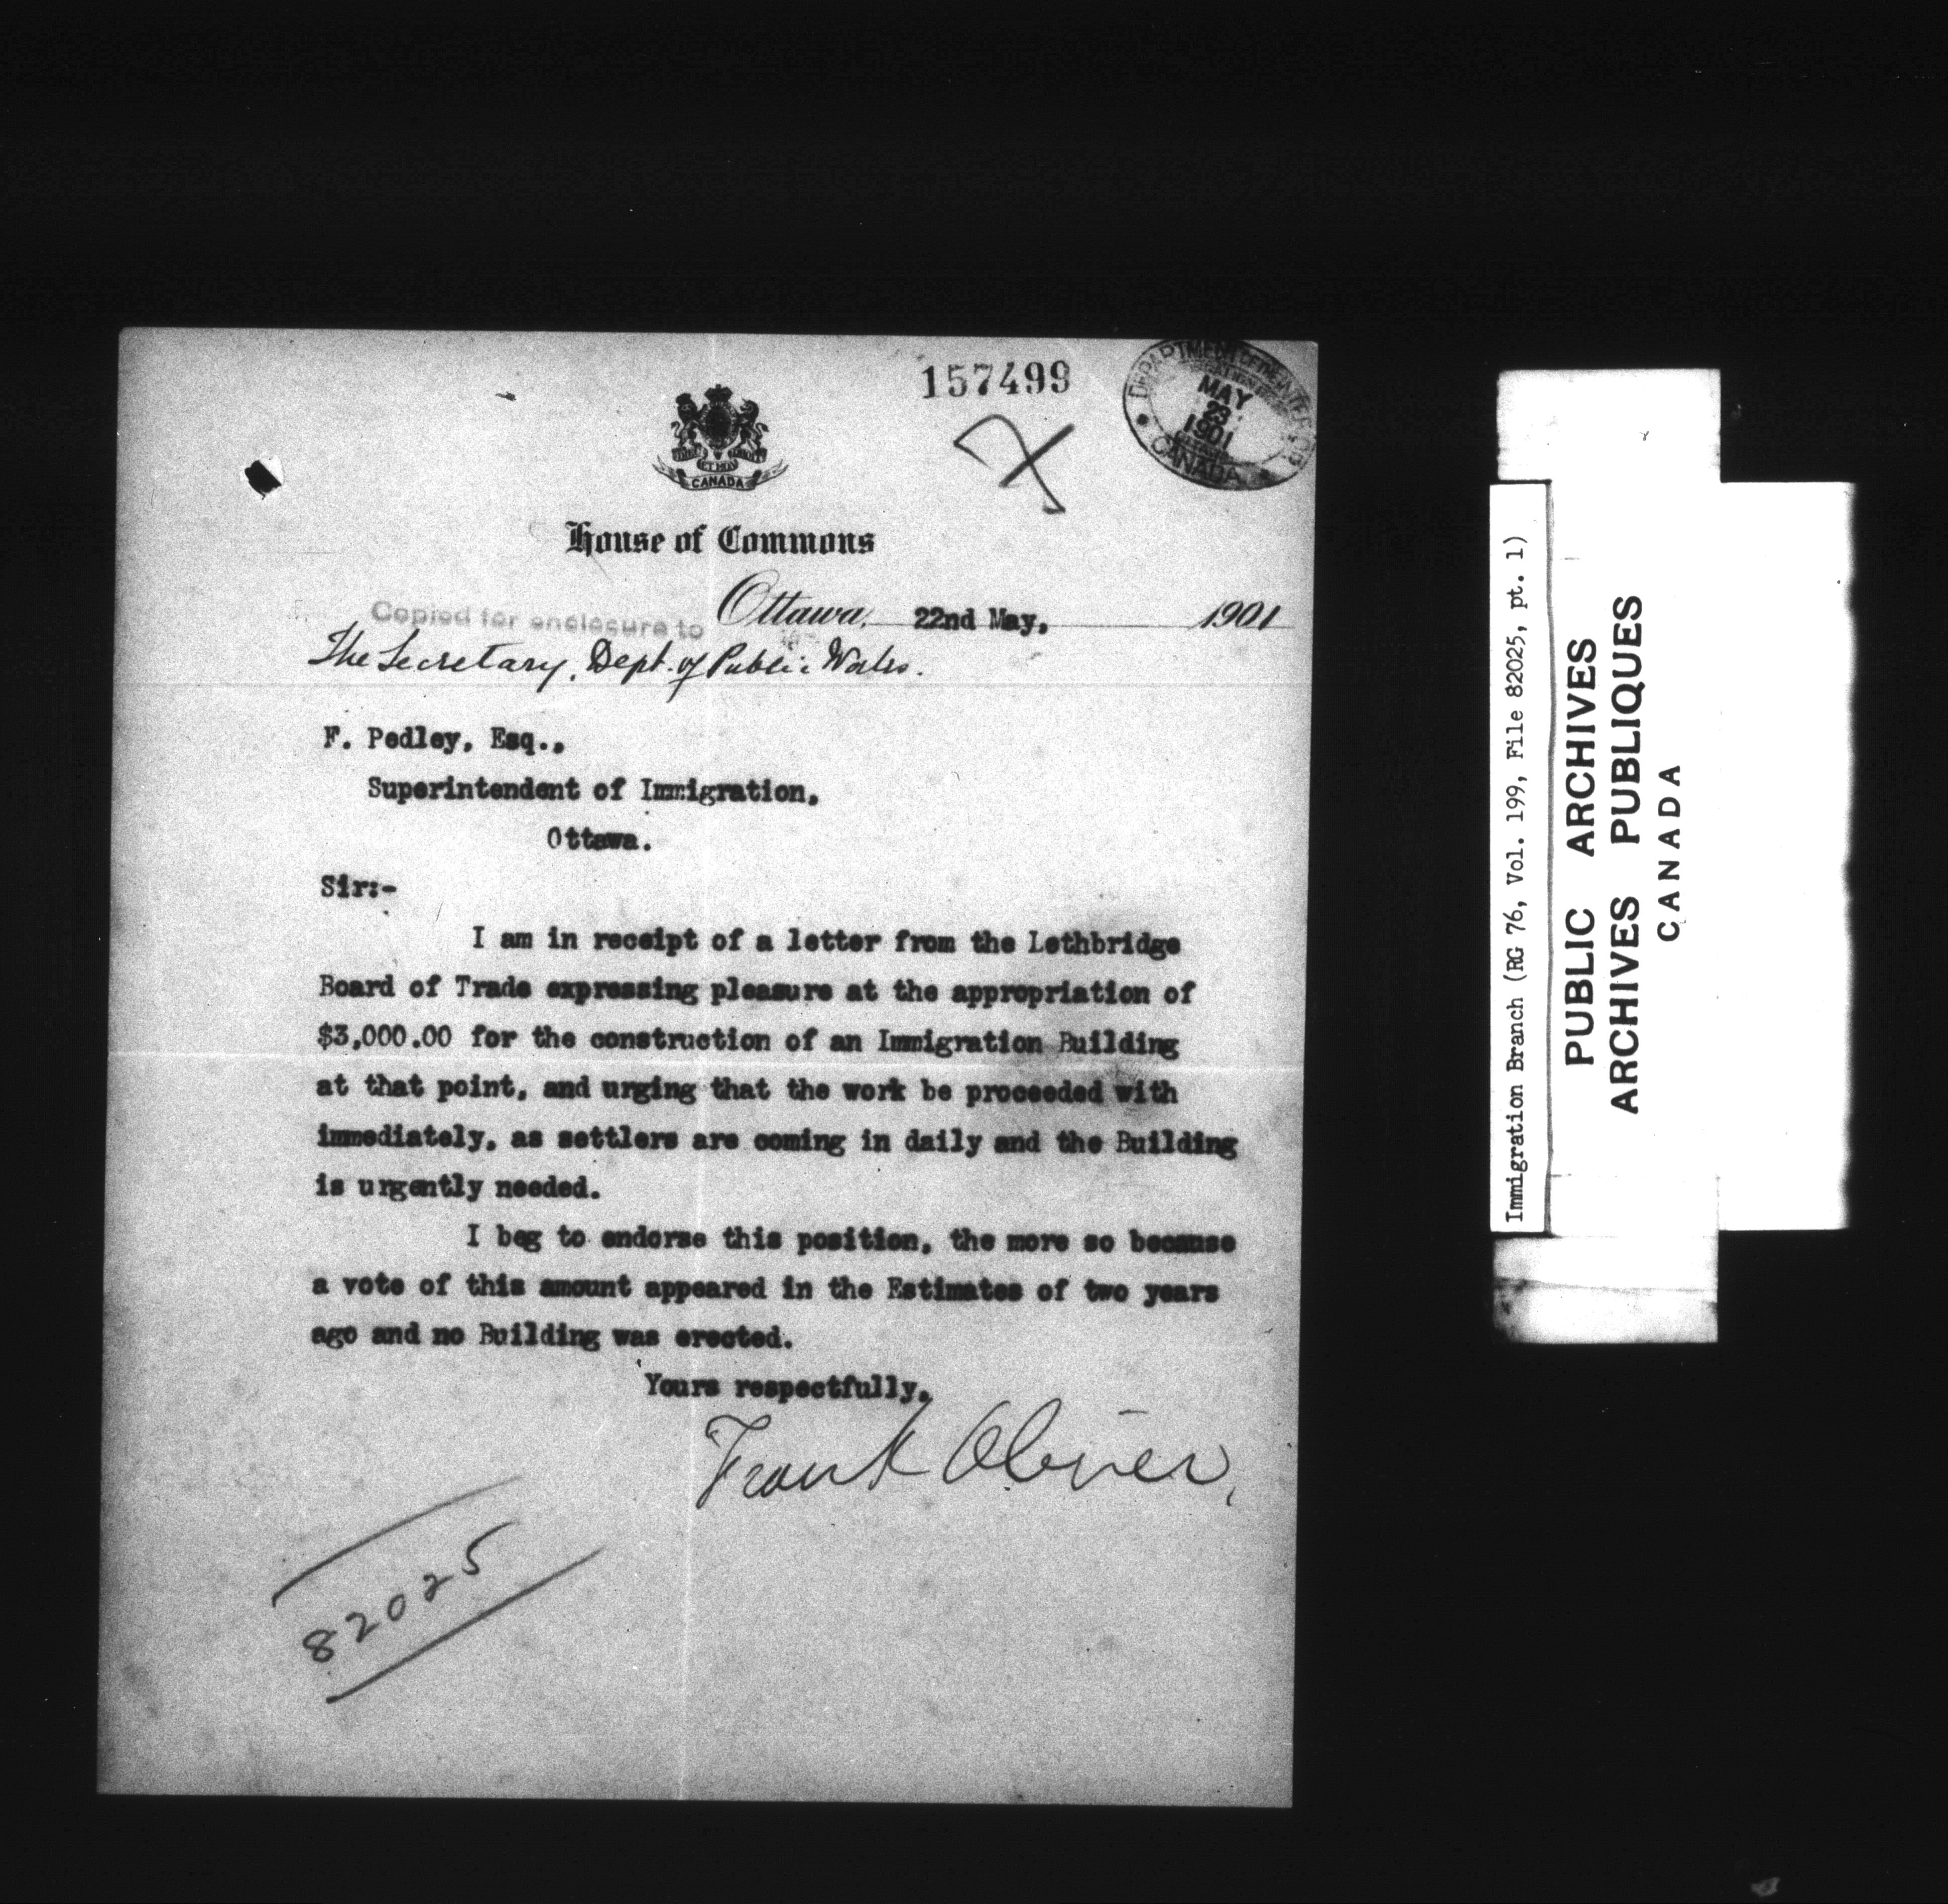 157499
DEPARTMENT OF THE INTERIOR
MAY
23
1901
CANADA
CANADA
House of Commons
Copied for enclosure to
Ottawa, 22nd May, 1901
The Secretary, Dept. of Public Works.
F. Pedley, Esq.,
Superintendent of Immigration,
Ottawa.
Sir:-
I am in receipt of a letter from the Lethbridge
Board of Trade expressing pleasure at the appropriation of
$3,000.00 for the construction of an Immigration Building
at that point, and urging that the work be proceeded with
immediately, as settlers are coming in daily and the Building
is urgently needed.
I beg to endorse this position, the more so because
a vote of this amount appeared in the Estimates of two years
ago and no Building was erected.
Yours respectfully,
Frank Oliver,
82025
Immigration Branch (RG 76, Vol. 199, File 82025, pt. 1)
PUBLIC ARCHIVES
ARCHIVES PUBLIQUES
CANADA